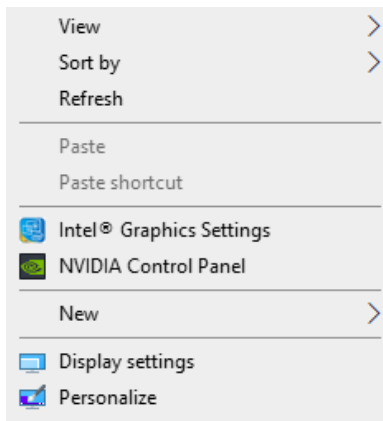 View
Sort by
Refresh
Paste
Paste shortcut
Intel® Graphics Settings
NVIDIA Control Panel
New
Display settings
Personalize